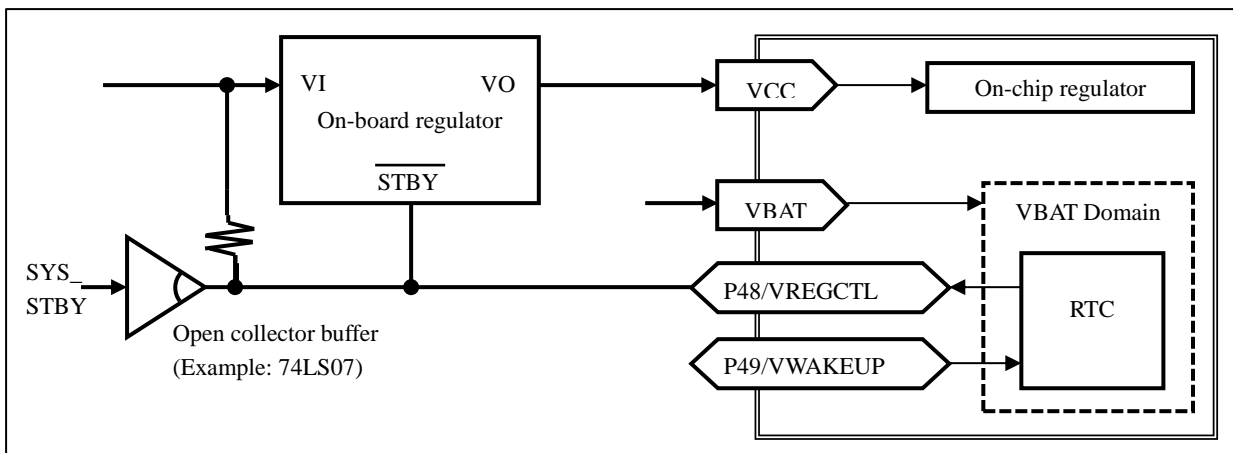 VI
VO
On-board regulator
STBY
VCC
On-chip regulator
VBAT
VBAT Domain
SYS_
STBY
P48/VREGCTL
RTC
Open collector buffer
(Example: 74LS07)
P49/VWAKEUP